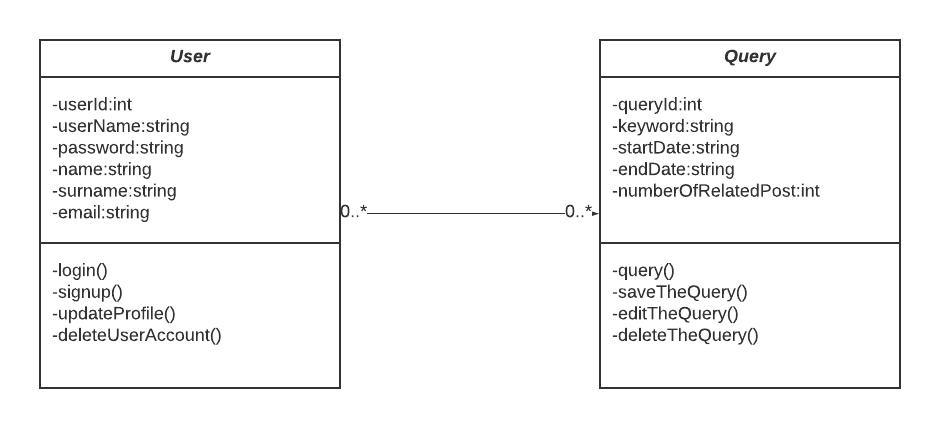 User
-userId:int
-userName:string
-password:string
-name:string
-surname:string
-email:string
-login()
-signup()
-updateProfile()
-deleteUserAccount()
0..*
0..*
Query
-queryId:int
-keyword:string
-startDate:string
-endDate:string
-numberOfRelatedPost:int
-query()
-saveTheQuery()
-editTheQuery()
-deleteTheQuery()